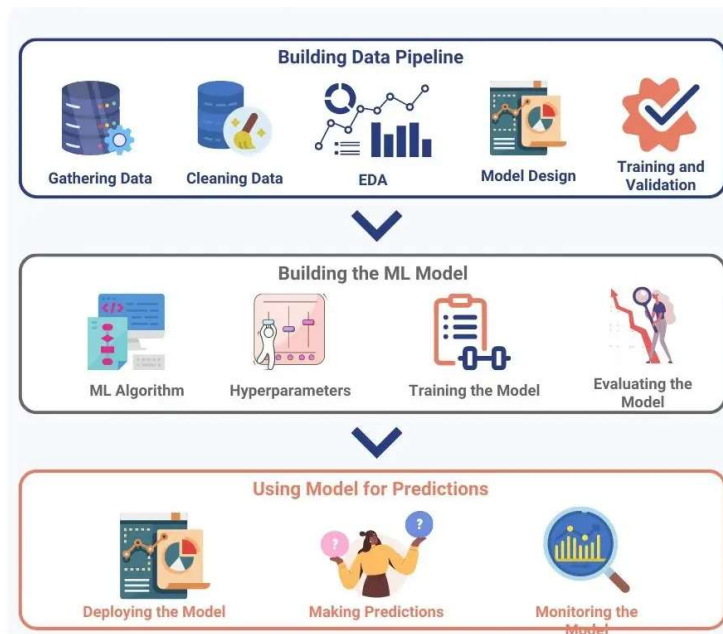 Building Data Pipeline
Gathering Data
Cleaning Data
EDA
Model Design
Training and
Validation
Building the ML Model
</>
ML Algorithm
Hyperparameters
Training the Model
Evaluating the
Model
Using Model for Predictions
?
?
Deploying the Model
Making Predictions
Monitoring the
Model